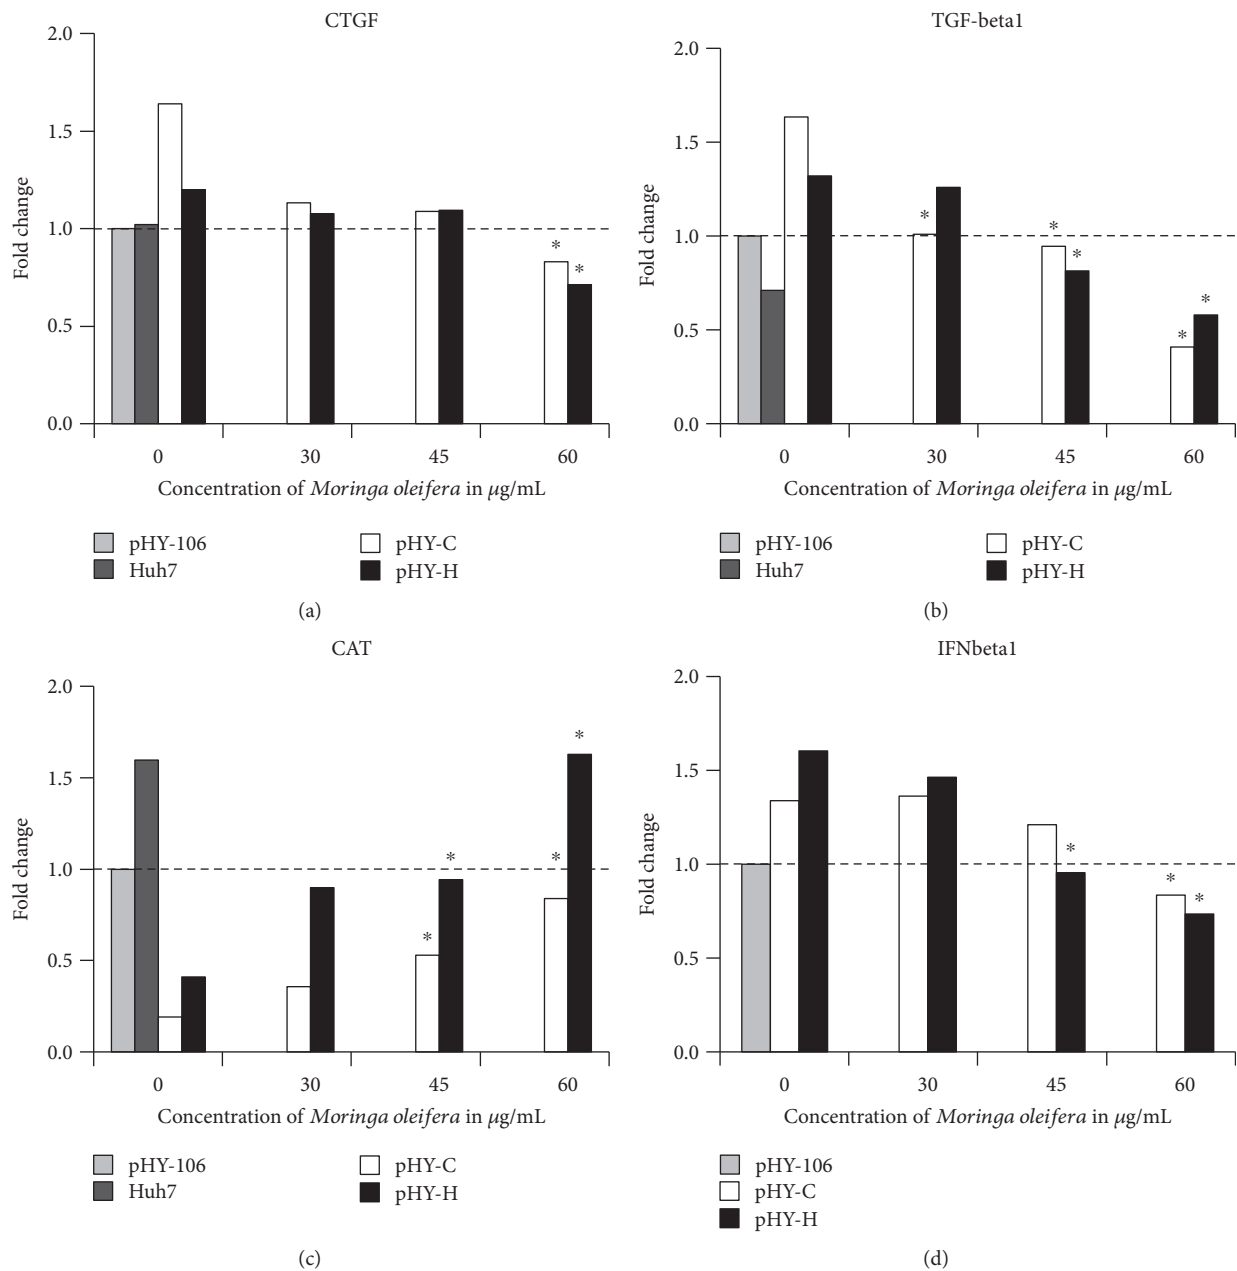 CTGF
2.0
1.5
1.0
0.5
0.0
Fold change
*
*
0
30
45
60
Concentration of Moringa oleifera in μg/mL
pHY-106
Huh7
pHY-C
pHY-H
(a)
TGF-beta1
2.0
1.5
1.0
0.5
0.0
Fold change
*
*
*
*
*
0
30
45
60
Concentration of Moringa oleifera in μg/mL
pHY-106
Huh7
pHY-C
pHY-H
(b)
CAT
2.0
1.5
1.0
0.5
0.0
Fold change
*
*
*
*
0
30
45
60
Concentration of Moringa oleifera in μg/mL
pHY-106
Huh7
pHY-C
pHY-H
(c)
IFNbeta1
2.0
1.5
1.0
0.5
0.0
Fold change
*
*
*
0
30
45
60
Concentration of Moringa oleifera in μg/mL
pHY-106
pHY-C
pHY-H
(d)